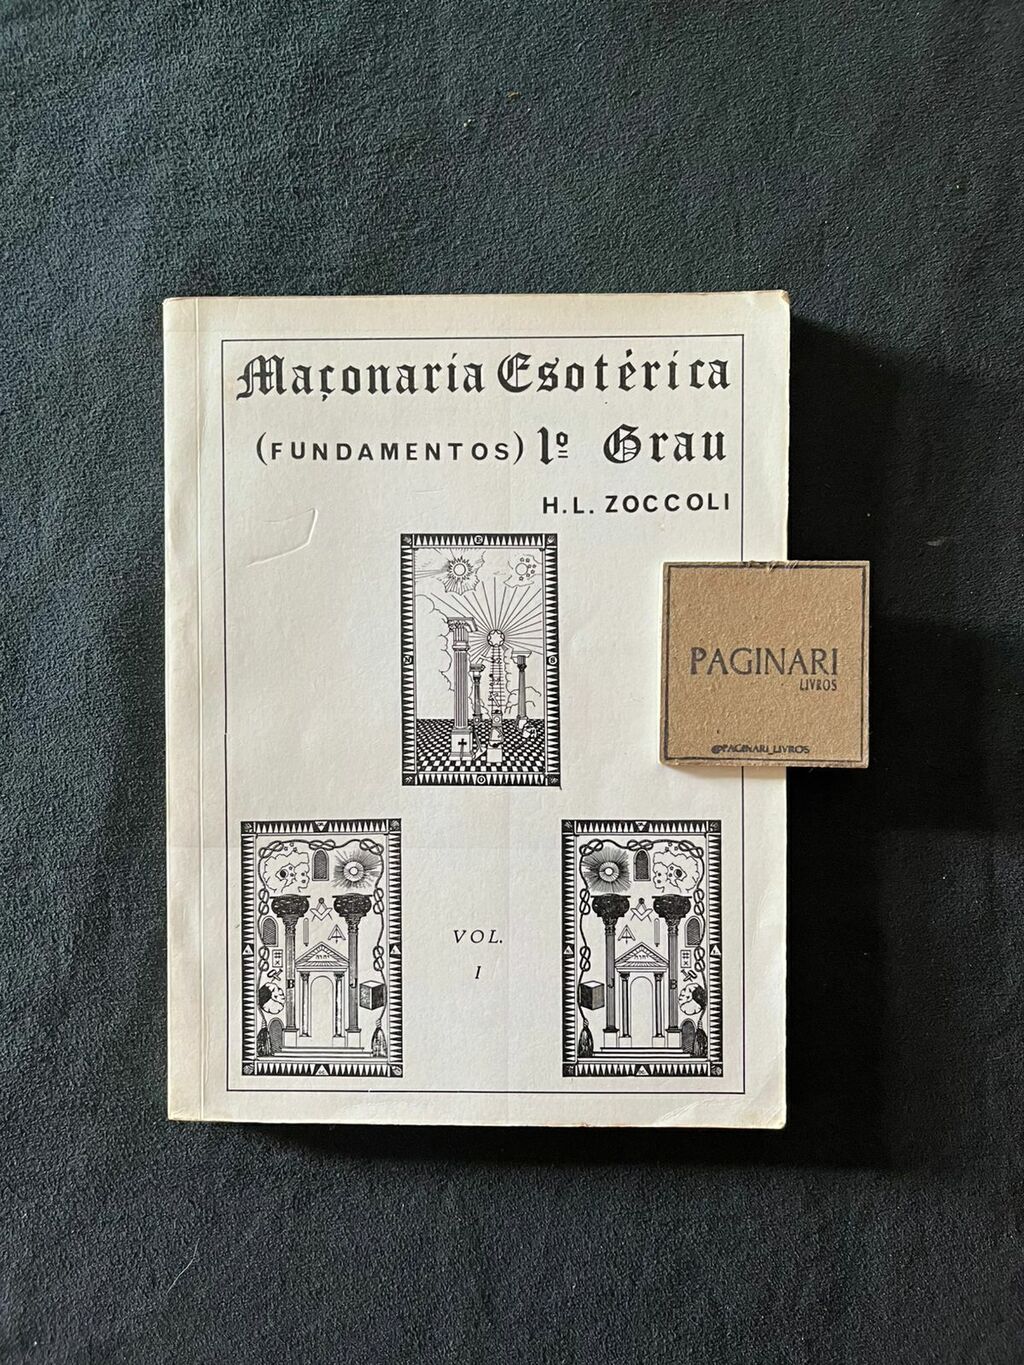 Maçonaria Esotérica
(FUNDAMENTOS) 1º Grau
H.L. ZOCCOLI
VOL.
I
B
J
B
PAGINARI
LIVROS
@PAGINARI_LIVROS